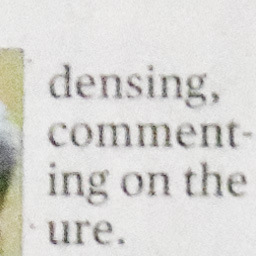 densing,
comment-
ing on the
ure.